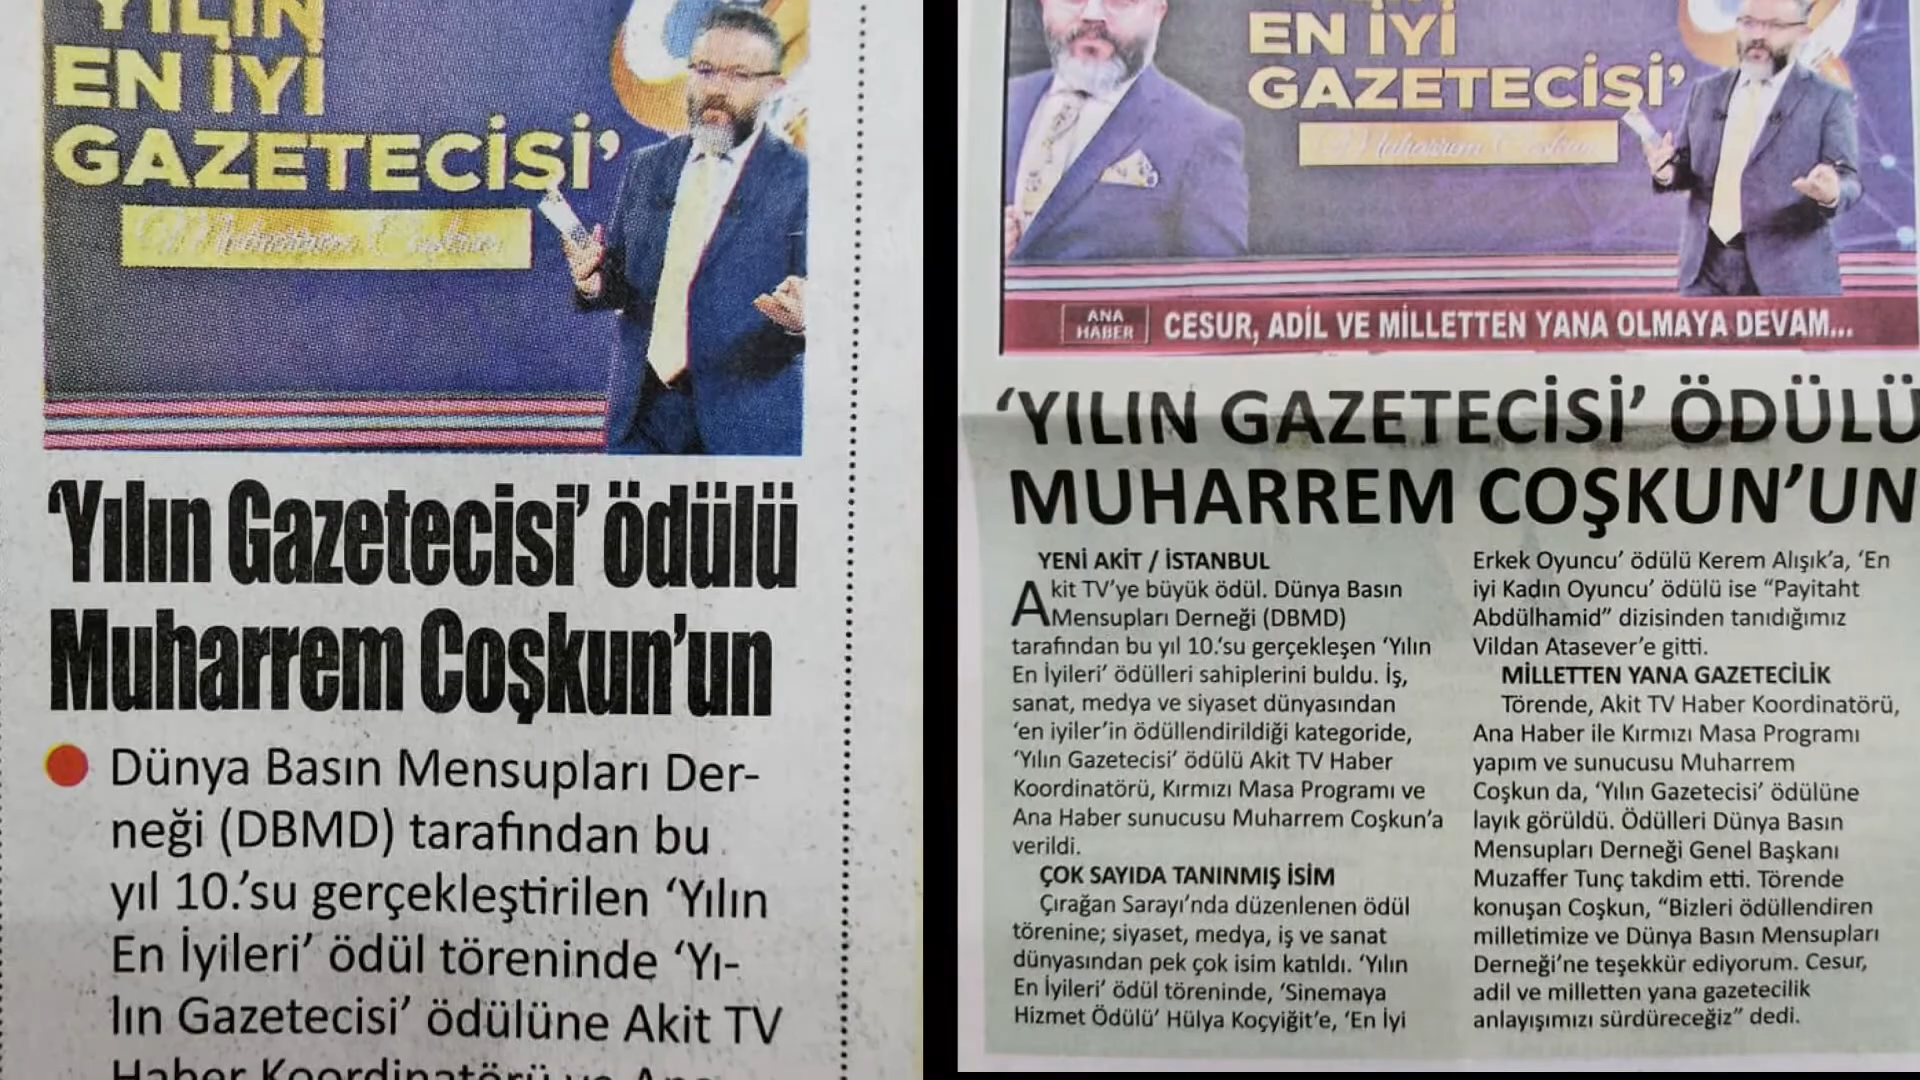 YILIN
EN İYİ
GAZETECİSİ’
Muharrem Coşkun
‘Yılın Gazetecisi’ ödülü
Muharrem Coşkun’un
Dünya Basın Mensupları Der-
neği (DBMD) tarafından bu
yıl 10.’su gerçekleştirilen ‘Yılın
En İyileri’ ödül töreninde ‘Yı-
lın Gazetecisi’ ödülüne Akit TV
Haber Koordinatörü ve Ana
EN İYİ
GAZETECİSİ’
Muharrem Coşkun
ANA
HABER
CESUR, ADİL VE MİLLETTEN YANA OLMAYA DEVAM...
‘YILIN GAZETECİSİ’ ÖDÜLÜ
MUHARREM COŞKUN’UN
YENİ AKİT / İSTANBUL
Akit TV’ye büyük ödül. Dünya Basın
Mensupları Derneği (DBMD)
tarafından bu yıl 10.‘su gerçekleşen ‘Yılın
En İyileri’ ödülleri sahiplerini buldu. İş,
sanat, medya ve siyaset dünyasından
‘en iyiler’in ödüllendirildiği kategoride,
‘Yılın Gazetecisi’ ödülü Akit TV Haber
Koordinatörü, Kırmızı Masa Programı ve
Ana Haber sunucusu Muharrem Coşkun’a
verildi.
ÇOK SAYIDA TANINMIŞ İSİM
Çırağan Sarayı’nda düzenlenen ödül
törenine; siyaset, medya, iş ve sanat
dünyasından pek çok isim katıldı. ‘Yılın
En İyileri’ ödül töreninde, ‘Sinemaya
Hizmet Ödülü’ Hülya Koçyiğit’e, ‘En İyi
Erkek Oyuncu’ ödülü Kerem Alışık’a, ‘En
iyi Kadın Oyuncu’ ödülü ise “Payitaht
Abdülhamid” dizisinden tanıdığımız
Vildan Atasever’e gitti.
MİLLETTEN YANA GAZETECİLİK
Törende, Akit TV Haber Koordinatörü,
Ana Haber ile Kırmızı Masa Programı
yapım ve sunucusu Muharrem
Coşkun da, ‘Yılın Gazetecisi’ ödülüne
layık görüldü. Ödülleri Dünya Basın
Mensupları Derneği Genel Başkanı
Muzaffer Tunç takdim etti. Törende
konuşan Coşkun, “Bizleri ödüllendiren
milletimize ve Dünya Basın Mensupları
Derneği’ne teşekkür ediyorum. Cesur,
adil ve milletten yana gazetecilik
anlayışımızı sürdüreceğiz” dedi.